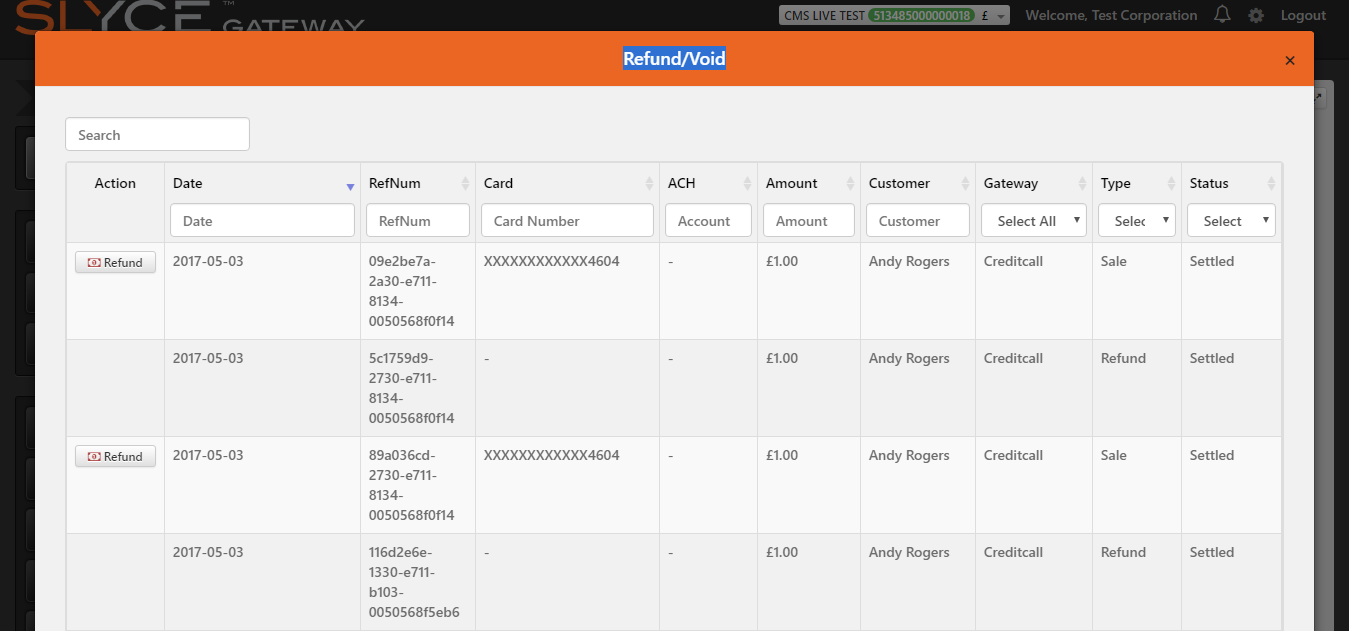 SLYCE™
GATEWAY
CMS LIVE TEST 513485000000018 £
Welcome, Test Corporation
Logout
Refund/Void
×
Search
Action Date RefNum Card ACH Amount Customer Gateway Type Status
Date RefNum Card Number Account Amount Customer Select All Selec Select
Refund 2017-05-03 09e2be7a- XXXXXXXXXXXX4604 - £1.00 Andy Rogers Creditcall Sale Settled
2a30-e711-
8134-
0050568f0f14
2017-05-03 5c1759d9- - - £1.00 Andy Rogers Creditcall Refund Settled
2730-e711-
8134-
0050568f0f14
Refund 2017-05-03 89a036cd- XXXXXXXXXXXX4604 - £1.00 Andy Rogers Creditcall Sale Settled
2730-e711-
8134-
0050568f0f14
2017-05-03 116d2e6e- - - £1.00 Andy Rogers Creditcall Refund Settled
1330-e711-
b103-
0050568f5eb6